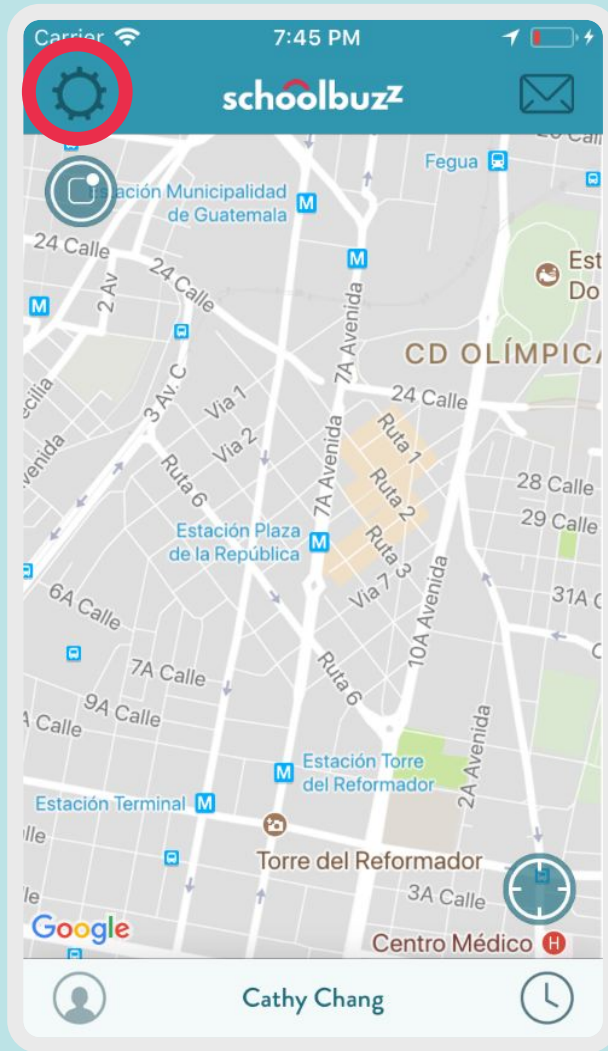 Carrier
7:45 PM
schoolbuzz
Fegua
M
Estación Municipalidad
de Guatemala
M
24 Calle
24 Calle
2 Av
M
M
CD OLÍMPICA
7A Avenida
24 Calle
3 Av. C
Via 1
Via 2
Ruta 1
Ruta 6
7A Avenida
Ruta 2
28 Calle
29 Calle
Estación Plaza
de la República
M
Ruta 3
Via 7
10A Avenida
6A Calle
7A Calle
Ruta 6
9A Calle
2A Avenida
Estación Torre
del Reformador
M
Estación Terminal
M
Torre del Reformador
3A Calle
Google
Centro Médico
H
Cathy Chang